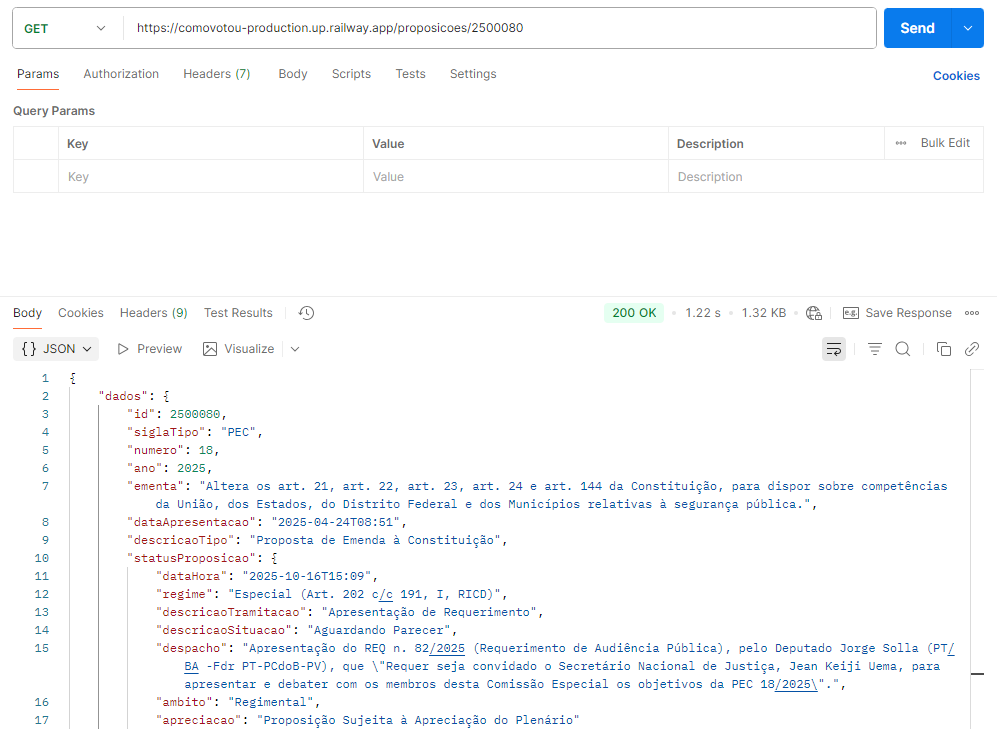 GET https://comovotou-production.up.railway.app/proposicoes/2500080 Send
Params Authorization Headers (7) Body Scripts Tests Settings Cookies
Query Params
Key Value Description Bulk Edit
Key Value Description
Body Cookies Headers (9) Test Results 200 OK 1.22 s 1.32 KB e.g. Save Response
{} JSON Preview Visualize
1 {
2 "dados": {
3 "id": 2500080,
4 "siglaTipo": "PEC",
5 "numero": 18,
6 "ano": 2025,
7 "ementa": "Altera os art. 21, art. 22, art. 23, art. 24 e art. 144 da Constituição, para dispor sobre competências
da União, dos Estados, do Distrito Federal e dos Municípios relativas à segurança pública.",
8 "dataApresentacao": "2025-04-24T08:51",
9 "descricaoTipo": "Proposta de Emenda à Constituição",
10 "statusProposicao": {
11 "dataHora": "2025-10-16T15:09",
12 "regime": "Especial (Art. 202 c/c 191, I, RICD)",
13 "descricaoTramitacao": "Apresentação de Requerimento",
14 "descricaoSituacao": "Aguardando Parecer",
15 "despacho": "Apresentação do REQ n. 82/2025 (Requerimento de Audiência Pública), pelo Deputado Jorge Solla (PT/
BA -Fdr PT-PCdoB-PV), que \"Requer seja convidado o Secretário Nacional de Justiça, Jean Keiji Uema, para
apresentar e debater com os membros desta Comissão Especial os objetivos da PEC 18/2025\".",
16 "ambito": "Regimental",
17 "apreciacao": "Proposição Sujeita à Apreciação do Plenário"